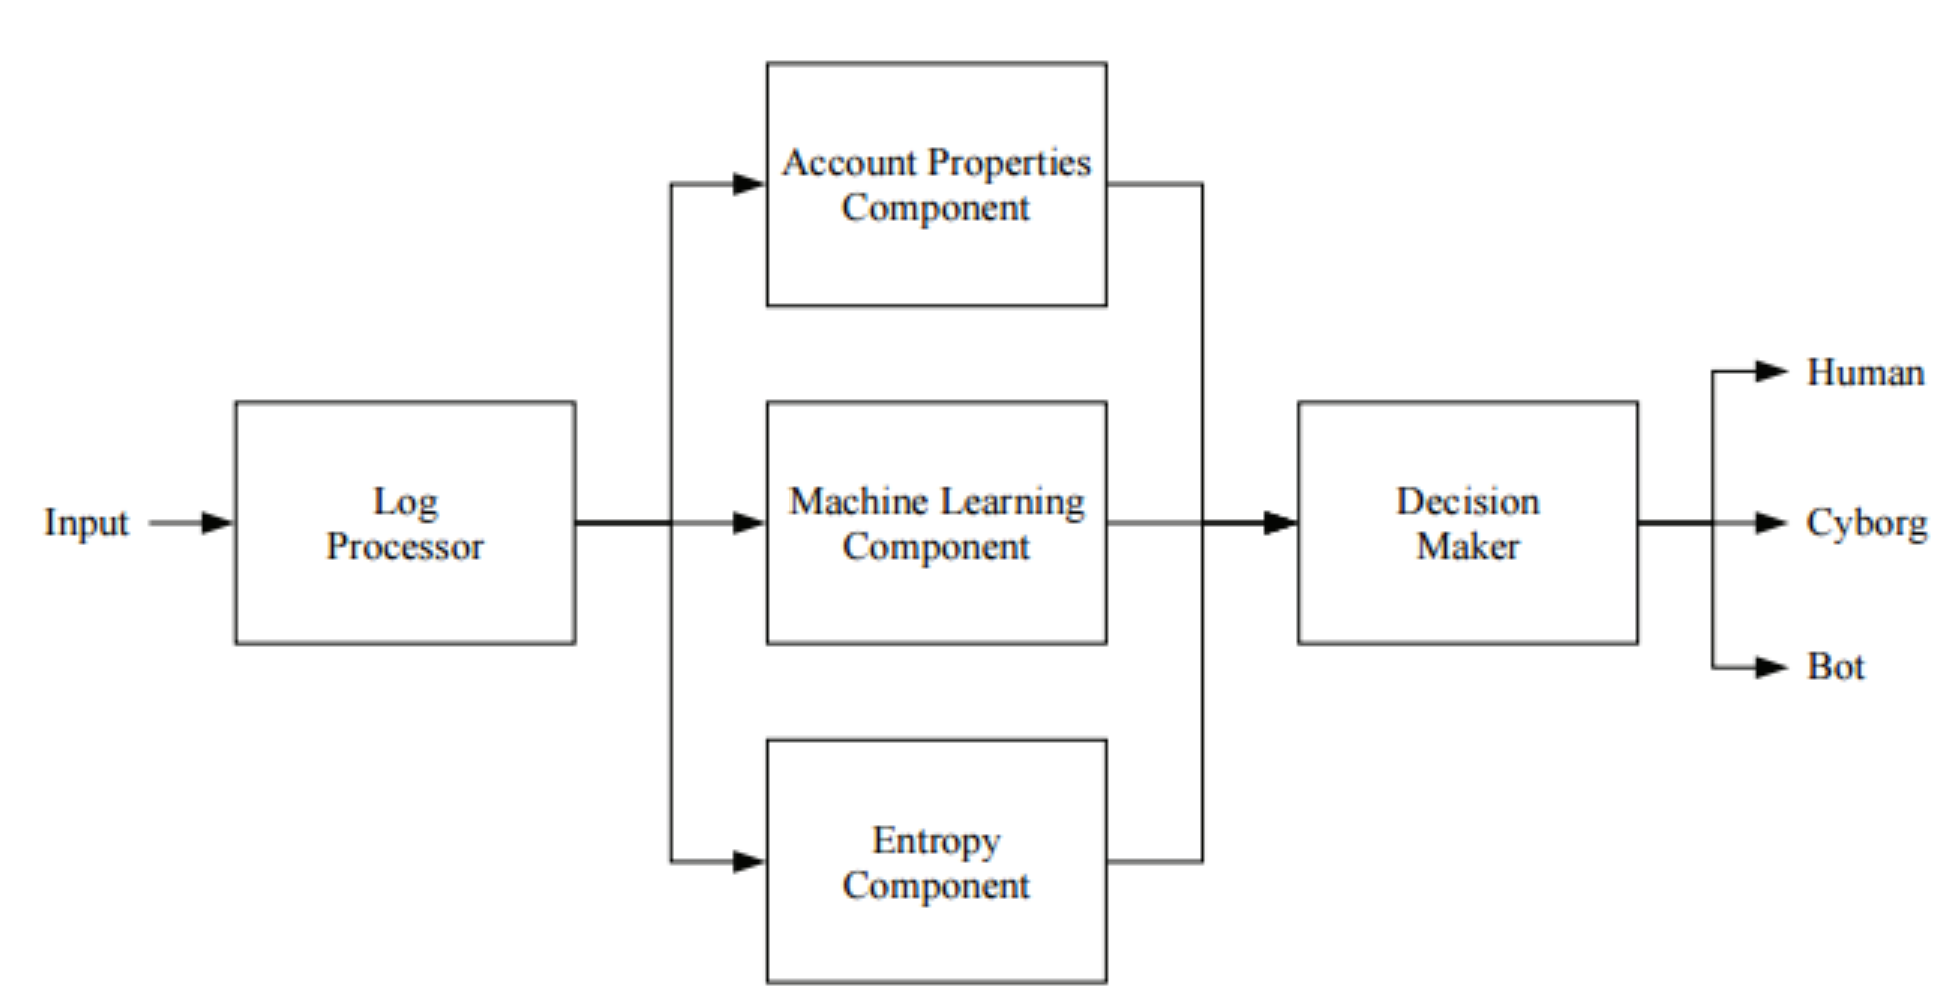 Account Properties
Component
Human
Input
Log
Processor
Machine Learning
Component
Decision
Maker
Cyborg
Bot
Entropy
Component